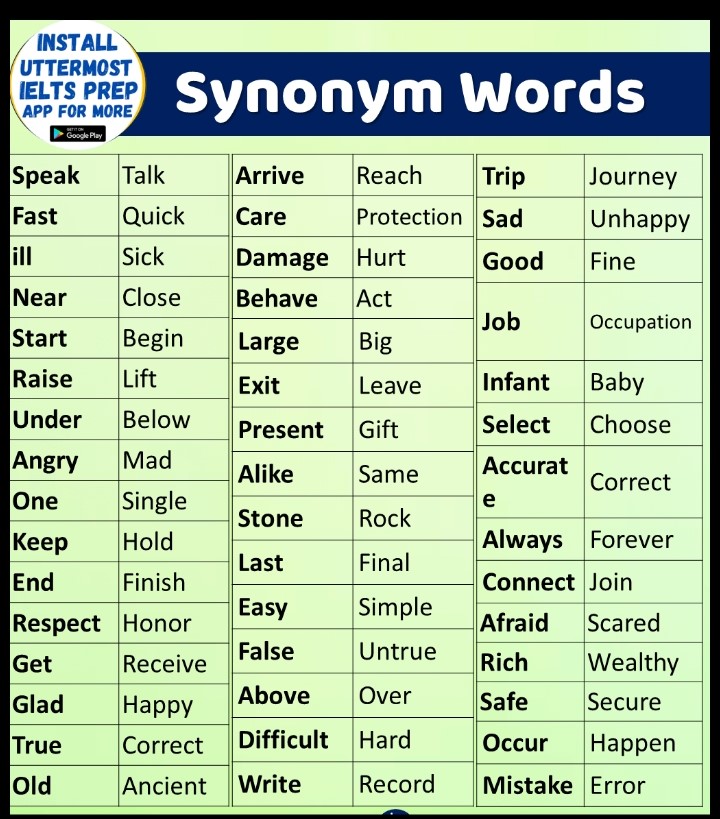 INSTALL
UTTERMOST
IELTS PREP
APP FOR MORE
GET IT ON
Google Play
Synonym Words
Speak Talk
Fast Quick
ill Sick
Near Close
Start Begin
Raise Lift
Under Below
Angry Mad
One Single
Keep Hold
End Finish
Respect Honor
Get Receive
Glad Happy
True Correct
Old Ancient
Arrive Reach
Care Protection
Damage Hurt
Behave Act
Large Big
Exit Leave
Present Gift
Alike Same
Stone Rock
Last Final
Easy Simple
False Untrue
Above Over
Difficult Hard
Write Record
Trip Journey
Sad Unhappy
Good Fine
Job Occupation
Infant Baby
Select Choose
Accurat
e Correct
Always Forever
Connect Join
Afraid Scared
Rich Wealthy
Safe Secure
Occur Happen
Mistake Error